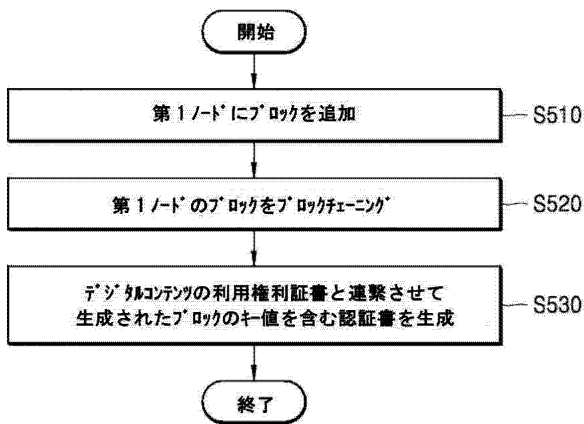 開始
第1ﾉｰﾄﾞにﾌﾞﾛｯｸを追加
S510
第1ﾉｰﾄﾞのﾌﾞﾛｯｸをﾌﾞﾛｯｸﾁｪｰﾆﾝｸﾞ
S520
ﾃﾞｼﾞﾀﾙｺﾝﾃﾝﾂの利用権利証書と連繋させて
生成されたﾌﾞﾛｯｸのｷｰ値を含む認証書を生成
S530
終了